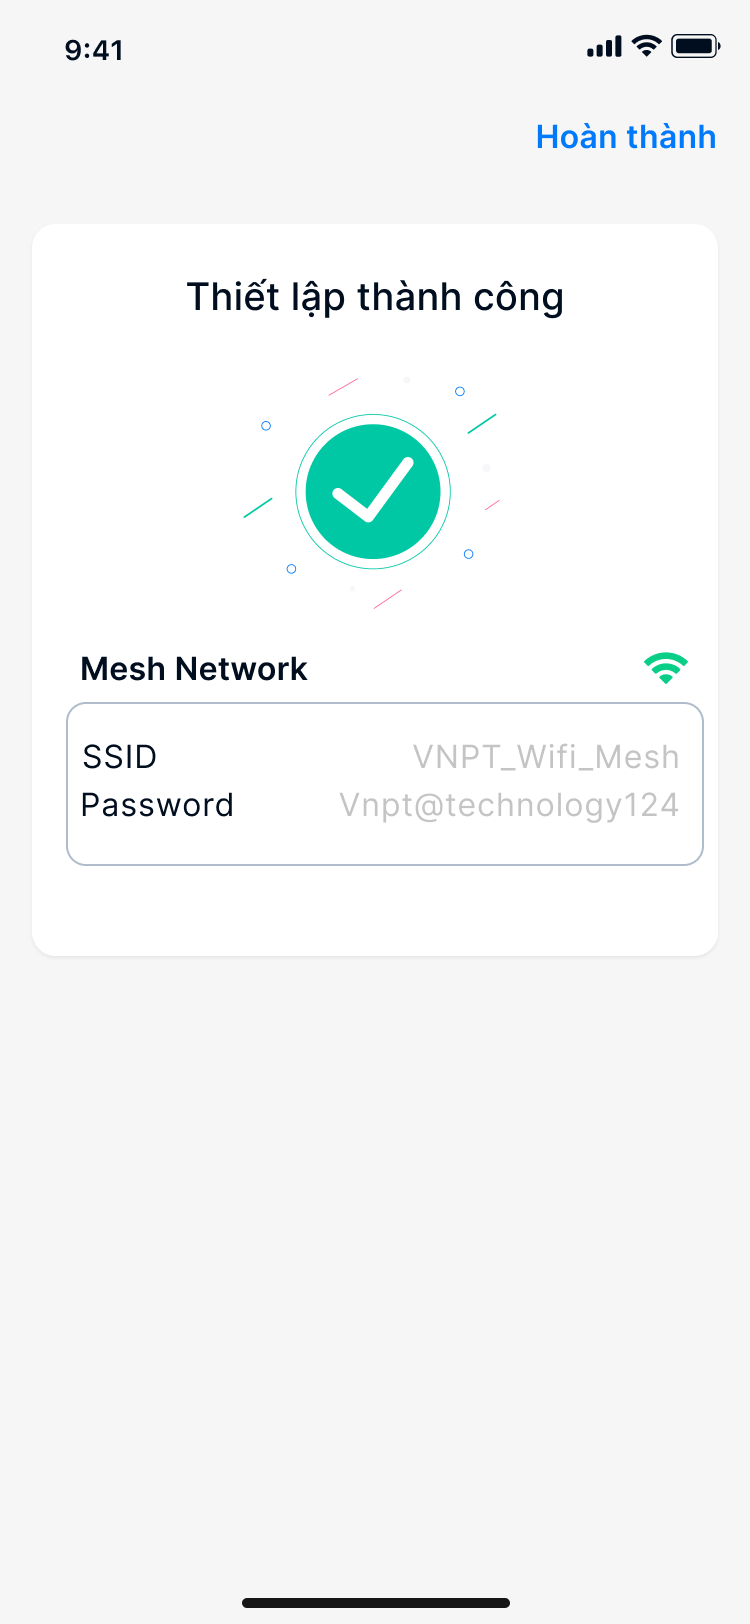 9:41
Hoàn thành
Thiết lập thành công
Mesh Network
SSID VNPT_Wifi_Mesh
Password Vnpt@technology124